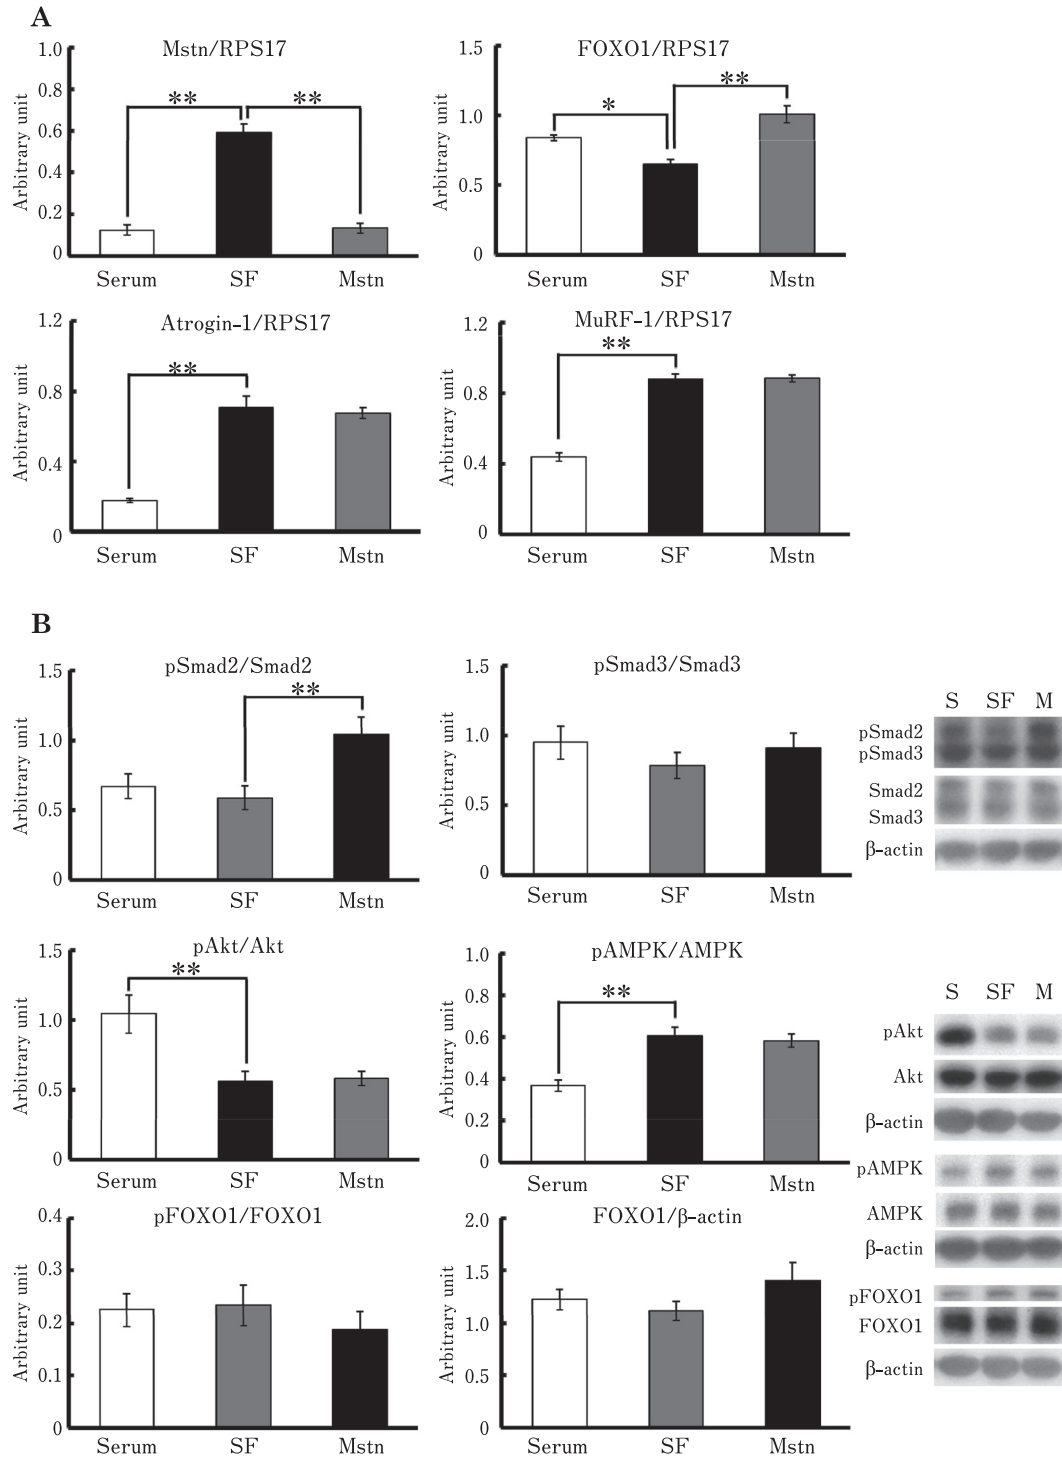 A
Mstn/RPS17
Arbitrary unit
1.0
0.8
0.6
0.4
0.2
0
** **
Serum SF Mstn
FOXO1/RPS17
Arbitrary unit
1.5
1.0
0.5
0
* **
Serum SF Mstn
Atrogin-1/RPS17
Arbitrary unit
1.2
0.8
0.4
0
**
Serum SF Mstn
MuRF-1/RPS17
Arbitrary unit
1.2
0.8
0.4
0
**
Serum SF Mstn
B
pSmad2/Smad2
Arbitrary unit
1.5
1.0
0.5
0
**
Serum SF Mstn
pSmad3/Smad3
Arbitrary unit
1.5
1.0
0.5
0
Serum SF Mstn
S SF M
pSmad2
pSmad3
Smad2
Smad3
β-actin
pAkt/Akt
Arbitrary unit
1.5
1.0
0.5
0
**
Serum SF Mstn
pAMPK/AMPK
Arbitrary unit
1.0
0.8
0.6
0.4
0.2
0
**
Serum SF Mstn
S SF M
pAkt
Akt
β-actin
pAMPK
AMPK
β-actin
pFOXO1
FOXO1
β-actin
pFOXO1/FOXO1
Arbitrary unit
0.4
0.3
0.2
0.1
0
Serum SF Mstn
FOXO1/β-actin
Arbitrary unit
2.0
1.5
1.0
0.5
0
Serum SF Mstn